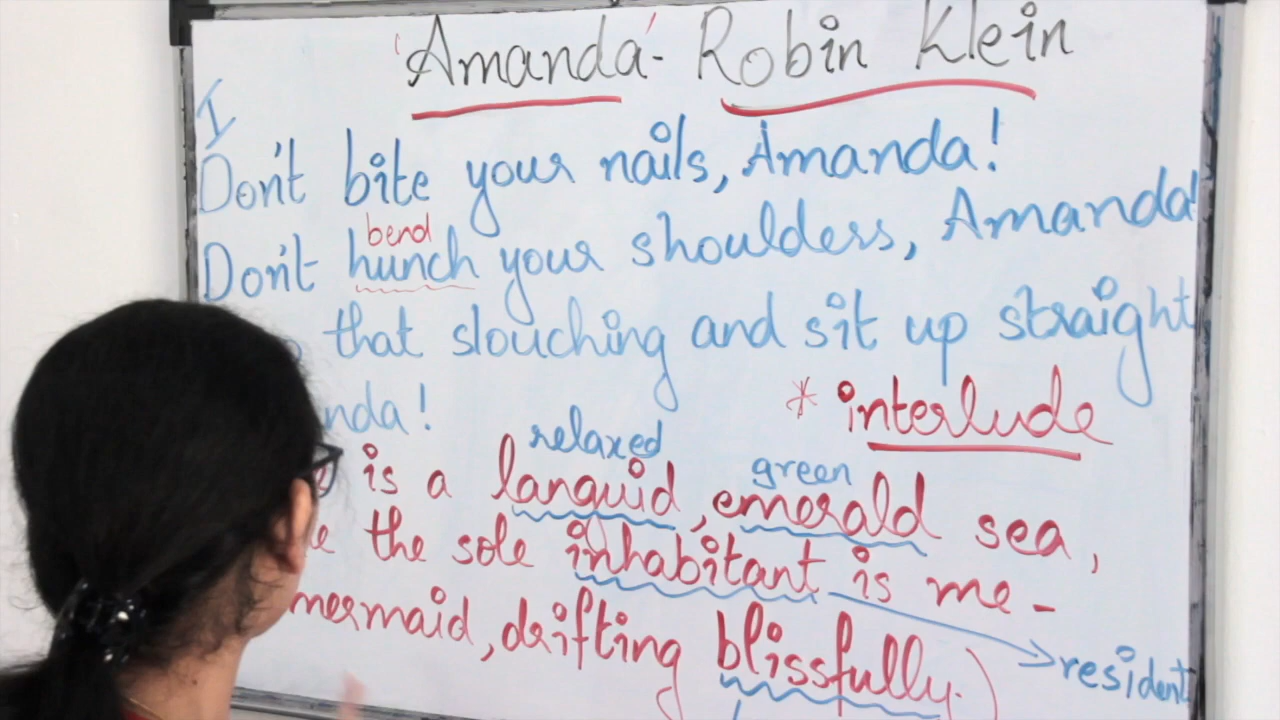 'Amanda' - Robin Klein
I
Don't bite your nails, Amanda!
bend
Don't hunch your shoulders, Amanda!
that slouching and sit up straight
* interlude
relaxed green
is a languid, emerald sea,
the sole inhabitant is me -
resident
mermaid, drifting blissfully.)